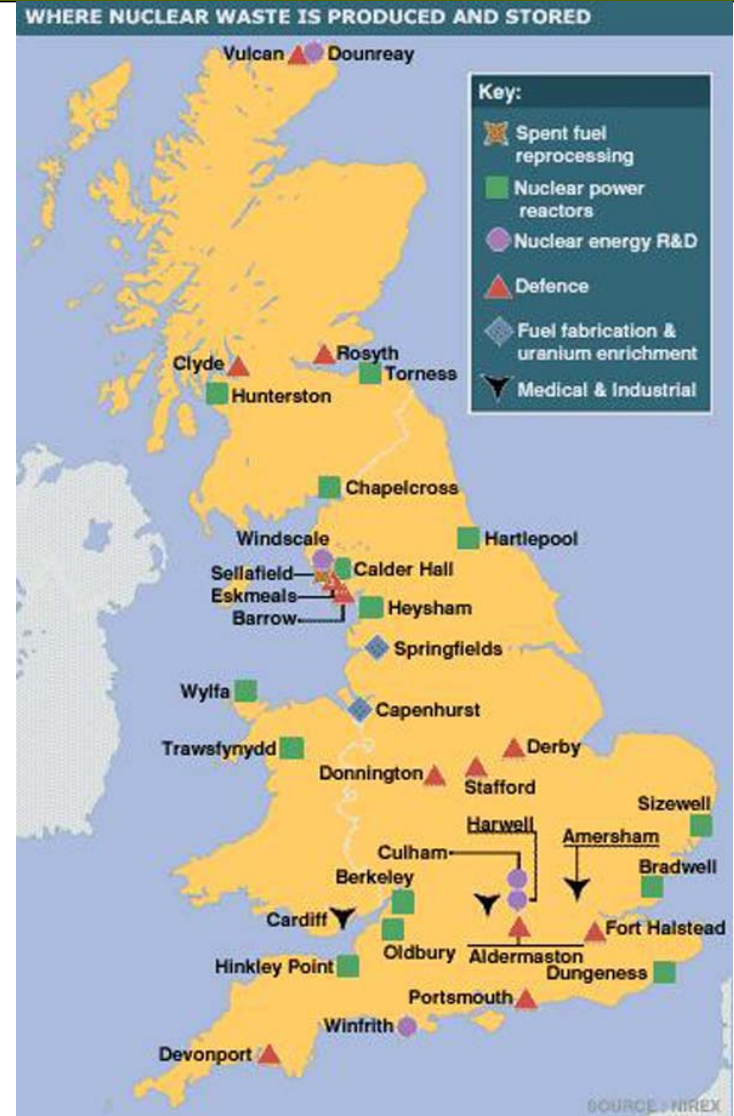 WHERE NUCLEAR WASTE IS PRODUCED AND STORED
Vulcan
Dounreay
Key:
Spent fuel
reprocessing
Nuclear power
reactors
Nuclear energy R&D
Defence
Fuel fabrication &
uranium enrichment
Medical & Industrial
Clyde
Rosyth
Torness
Hunterston
Chapelcross
Windscale
Hartlepool
Sellafield
Calder Hall
Eskmeals
Barrow
Heysham
Springfields
Wylfa
Capenhurst
Trawsfynydd
Derby
Donnington
Stafford
Sizewell
Harwell
Amersham
Culham
Bradwell
Berkeley
Cardiff
Fort Halstead
Oldbury
Aldermaston
Hinkley Point
Dungeness
Portsmouth
Winfrith
Devonport
SOURCE: NIREX